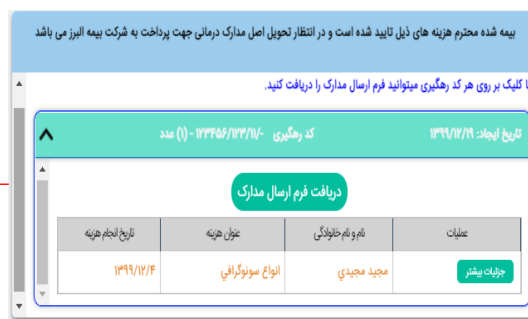 بیمه شده محترم هزینه های ذیل تایید شده است و در انتظار تحویل اصل مدارک درمانی جهت پرداخت به شرکت بیمه البرز می باشد
کلیک بر روی هر کد رهگیری میتوانید فرم ارسال مدارک را دریافت کنید.
تاریخ ایجاد: ۱۳۹۹/۱۲/۱۹ کد رهگیری -/۱۲۳۴۵۶/۱۲۳/۱۱ - (۱) عدد
دریافت فرم ارسال مدارک
عملیات نام و نام خانوادگی عنوان هزینه تاریخ انجام هزینه
جزئیات بیشتر مجید مجیدي انواع سونوگرافي ۱۳۹۹/۱۲/۴